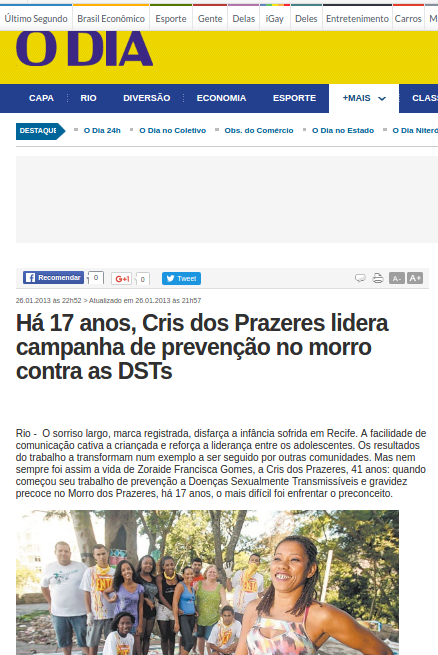 Último Segundo Brasil Econômico Esporte Gente Delas iGay Deles Entretenimento Carros
O DIA
CAPA RIO DIVERSÃO ECONOMIA ESPORTE +MAIS CLASS
DESTAQUE O Dia 24h O Dia no Coletivo Obs. do Comércio O Dia no Estado O Dia Niteró
Recomendar 0 G+1 0 Tweet A- A+
26.01.2013 às 22h52 > Atualizado em 26.01.2013 às 21h57
Há 17 anos, Cris dos Prazeres lidera
campanha de prevenção no morro
contra as DSTs
Rio - O sorriso largo, marca registrada, disfarça a infância sofrida em Recife. A facilidade de
comunicação cativa a criançada e reforça a liderança entre os adolescentes. Os resultados
do trabalho a transformam num exemplo a ser seguido por outras comunidades. Mas nem
sempre foi assim a vida de Zoraide Francisca Gomes, a Cris dos Prazeres, 41 anos: quando
começou seu trabalho de prevenção a Doenças Sexualmente Transmissíveis e gravidez
precoce no Morro dos Prazeres, há 17 anos, o mais difícil foi enfrentar o preconceito.